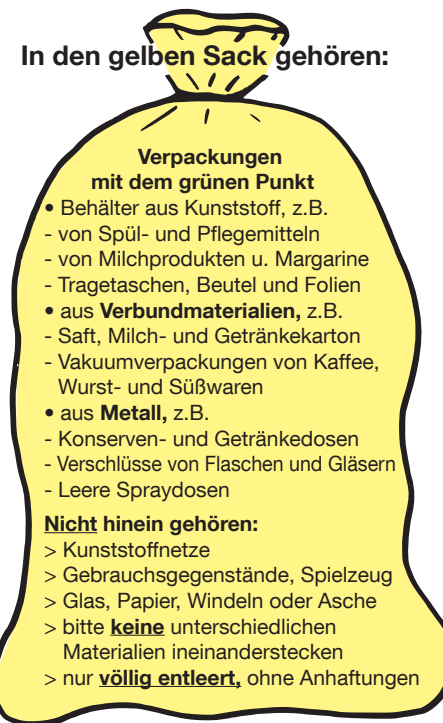 In den gelben Sack gehören:
Verpackungen
mit dem grünen Punkt
• Behälter aus Kunststoff, z.B.
- von Spül- und Pflegemitteln
- von Milchprodukten u. Margarine
- Tragetaschen, Beutel und Folien
• aus Verbundmaterialien, z.B.
- Saft, Milch- und Getränkekarton
- Vakuumverpackungen von Kaffee,
Wurst- und Süßwaren
• aus Metall, z.B.
- Konserven- und Getränkedosen
- Verschlüsse von Flaschen und Gläsern
- Leere Spraydosen
Nicht hinein gehören:
> Kunststoffnetze
> Gebrauchsgegenstände, Spielzeug
> Glas, Papier, Windeln oder Asche
> bitte keine unterschiedlichen
Materialien ineinanderstecken
> nur völlig entleert, ohne Anhaftungen